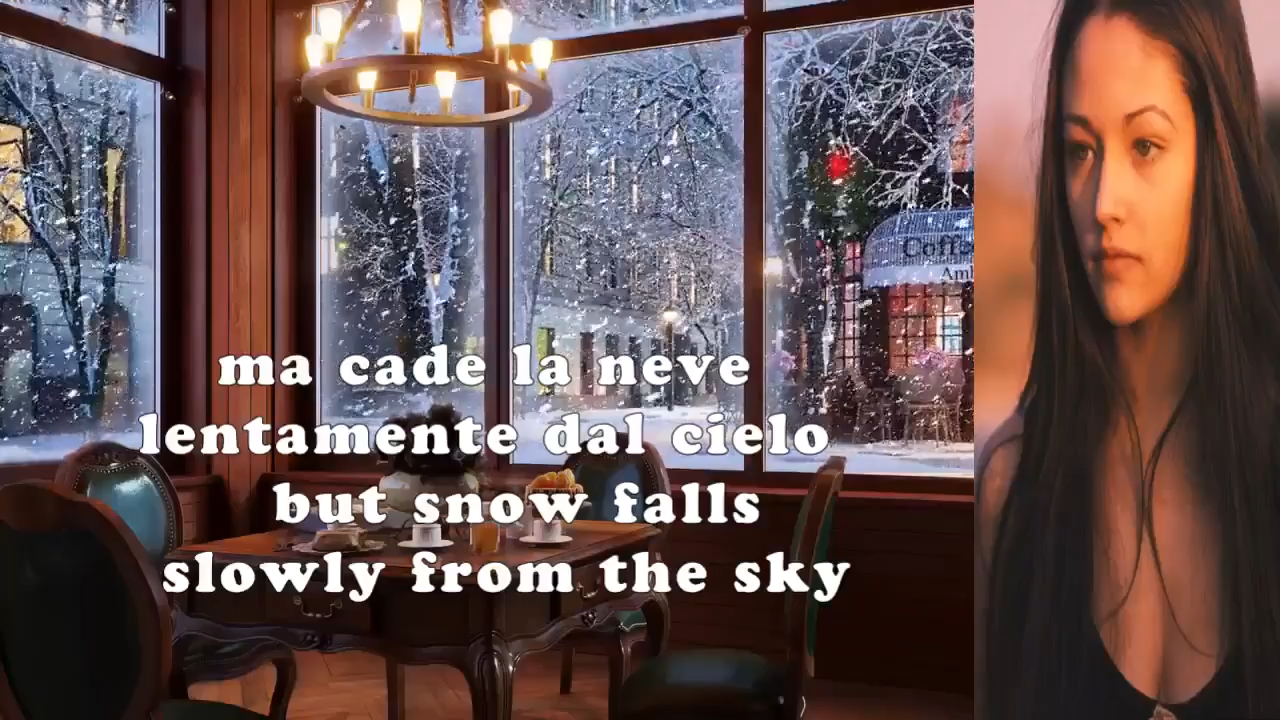 ma cade la neve
lentamente dal cielo
but snow falls
slowly from the sky